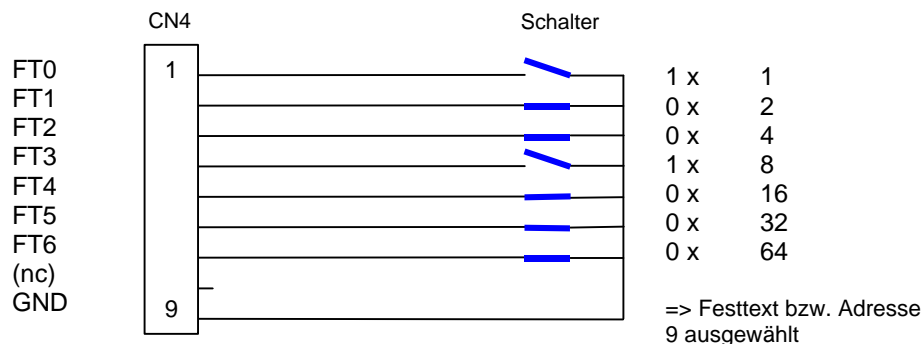 CN4 Schalter
FT0 1 1 x 1
FT1 0 x 2
FT2 0 x 4
FT3 1 x 8
FT4 0 x 16
FT5 0 x 32
FT6 0 x 64
(nc)
GND 9 => Festtext bzw. Adresse
9 ausgewählt